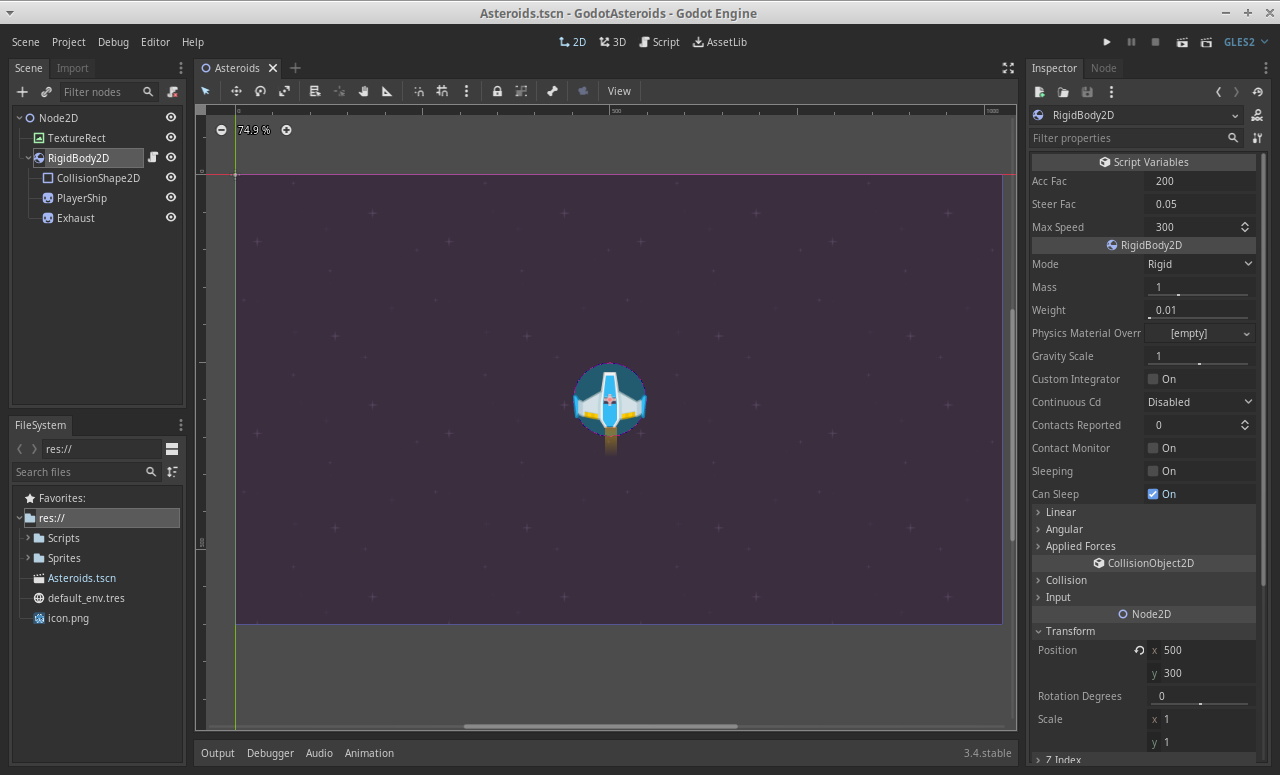 Asteroids.tscn - GodotAsteroids - Godot Engine
Scene Project Debug Editor Help
2D 3D Script AssetLib
GLES2
Scene Import
Filter nodes
Node2D
TextureRect
RigidBody2D
CollisionShape2D
PlayerShip
Exhaust
FileSystem
res://
Search files
Favorites:
res://
Scripts
Sprites
Asteroids.tscn
default_env.tres
icon.png
Asteroids
View
0 500 1000
74.9 %
0
500
Output Debugger Audio Animation 3.4.stable
Inspector Node
RigidBody2D
Filter properties
Script Variables
Acc Fac 200
Steer Fac 0.05
Max Speed 300
RigidBody2D
Mode Rigid
Mass 1
Weight 0.01
Physics Material Overr [empty]
Gravity Scale 1
Custom Integrator On
Continuous Cd Disabled
Contacts Reported 0
Contact Monitor On
Sleeping On
Can Sleep On
Linear
Angular
Applied Forces
CollisionObject2D
Collision
Input
Node2D
Transform
Position x 500
y 300
Rotation Degrees 0
Scale x 1
y 1
Z Index